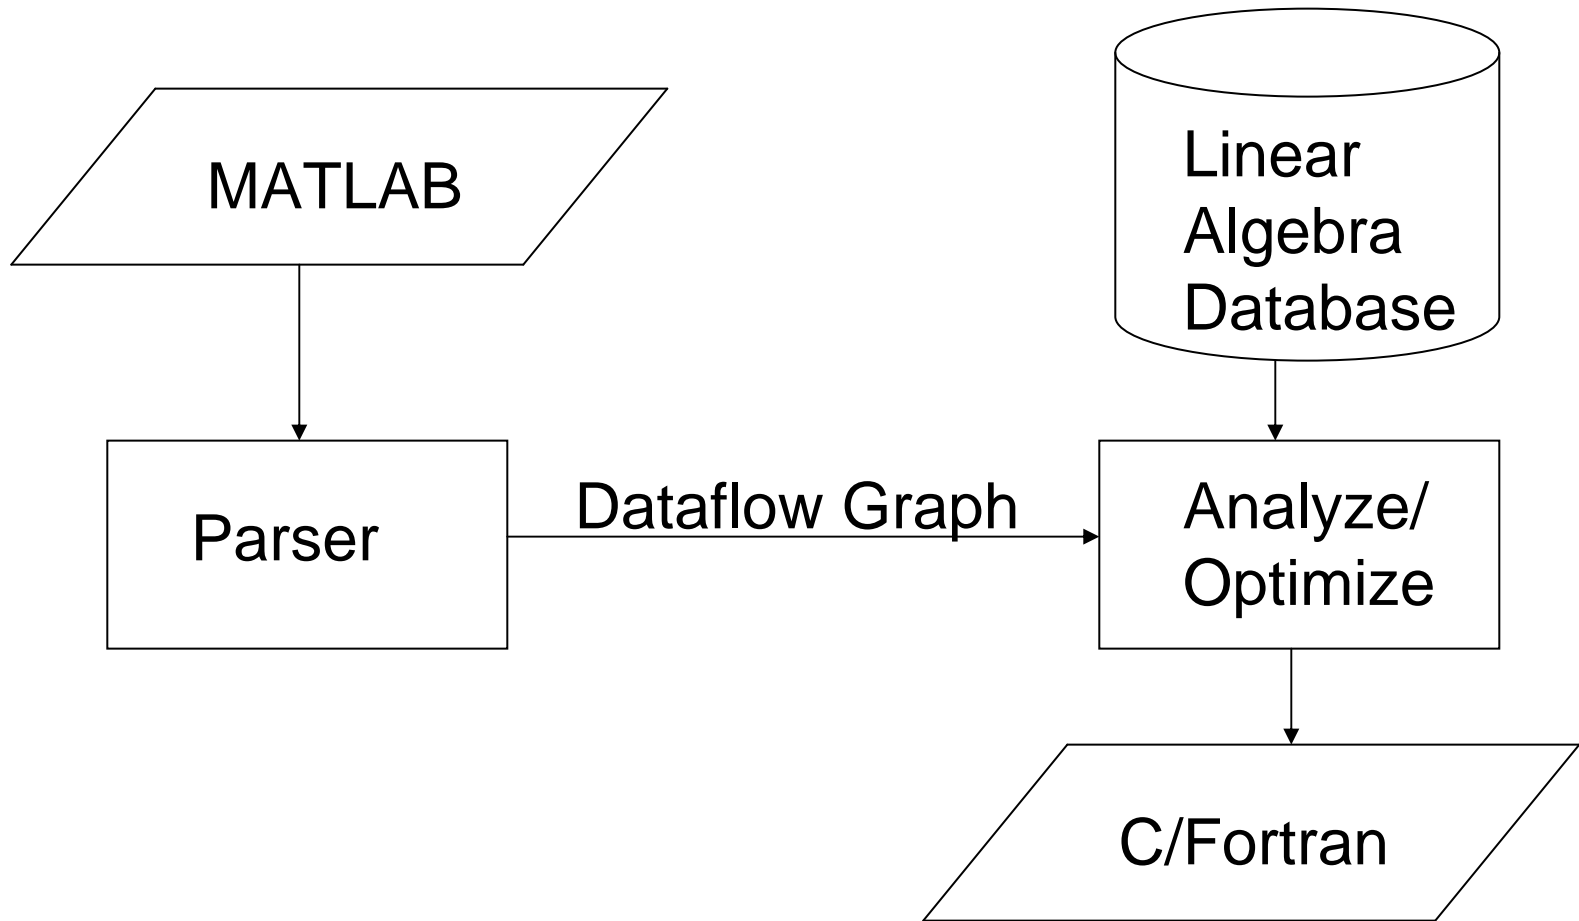 MATLAB
Linear
Algebra
Database
Parser
Dataflow Graph
Analyze/
Optimize
C/Fortran